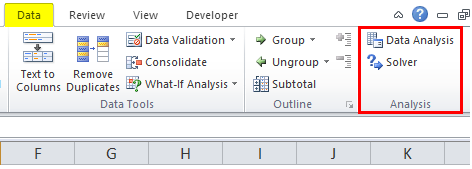 Data Review View Developer
Text to Columns
Remove Duplicates
Data Validation
Consolidate
What-If Analysis
Data Tools
Group
Ungroup
Subtotal
Outline
Data Analysis
Solver
Analysis
F G H I J K